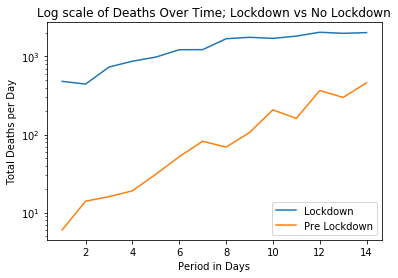 Log scale of Deaths Over Time; Lockdown vs No Lockdown
Total Deaths per Day
10³
10²
10¹
2 4 6 8 10 12 14
Period in Days
Lockdown
Pre Lockdown